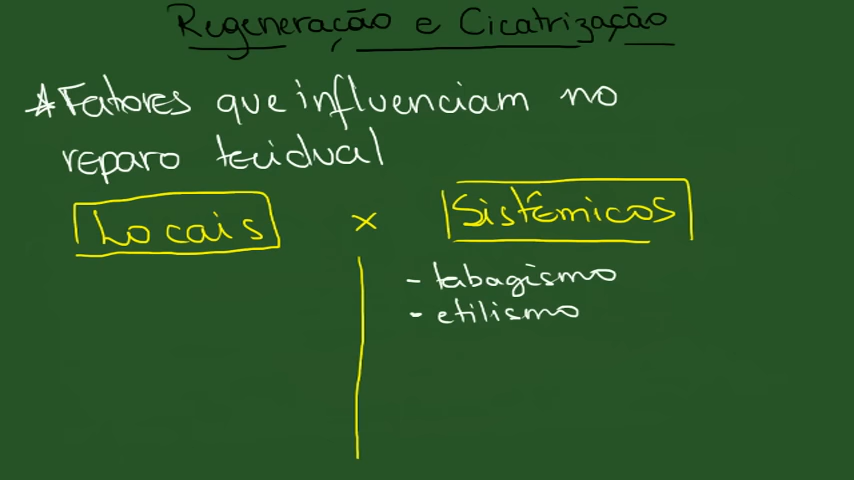 Regeneração e Cicatrização
*Fatores que influenciam no
reparo tecidual
Locais x Sistêmicos
- tabagismo
- etilismo